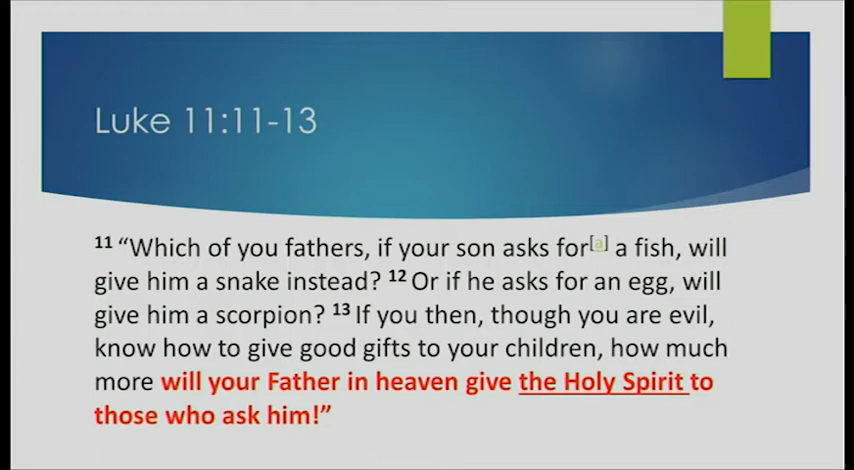 Luke 11:11-13
11 “Which of you fathers, if your son asks for[a] a fish, will
give him a snake instead? 12 Or if he asks for an egg, will
give him a scorpion? 13 If you then, though you are evil,
know how to give good gifts to your children, how much
more will your Father in heaven give the Holy Spirit to
those who ask him!”